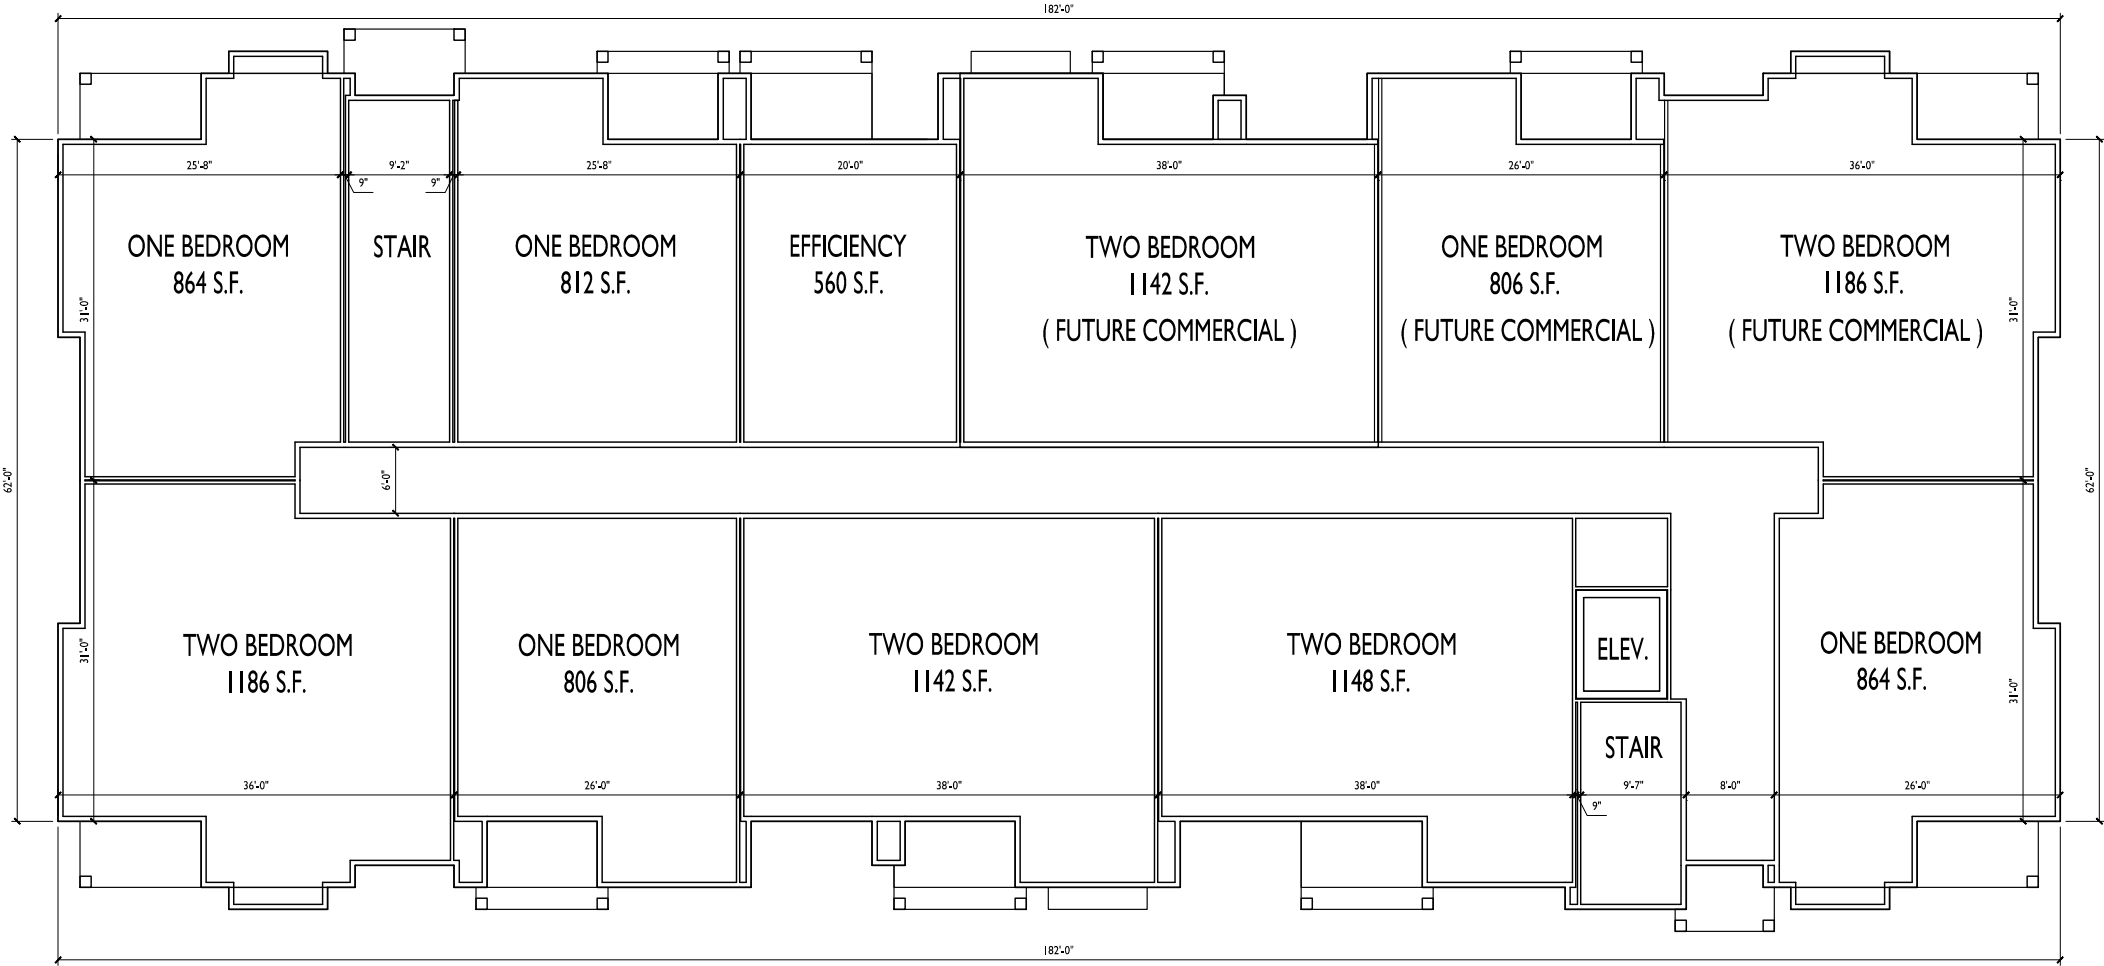 182'-0"
25'-8"
9"
9'-2"
9"
25'-8"
20'-0"
38'-0"
26'-0"
36'-0"
ONE BEDROOM
864 S.F.
STAIR
ONE BEDROOM
812 S.F.
EFFICIENCY
560 S.F.
TWO BEDROOM
1142 S.F.
( FUTURE COMMERCIAL )
ONE BEDROOM
806 S.F.
( FUTURE COMMERCIAL )
TWO BEDROOM
1186 S.F.
( FUTURE COMMERCIAL )
31'-0"
31'-0"
62'-0"
6'-0"
62'-0"
TWO BEDROOM
1186 S.F.
ONE BEDROOM
806 S.F.
TWO BEDROOM
1142 S.F.
TWO BEDROOM
1148 S.F.
ELEV.
STAIR
ONE BEDROOM
864 S.F.
31'-0"
31'-0"
36'-0"
26'-0"
38'-0"
38'-0"
9"
9'-7"
8'-0"
26'-0"
182'-0"